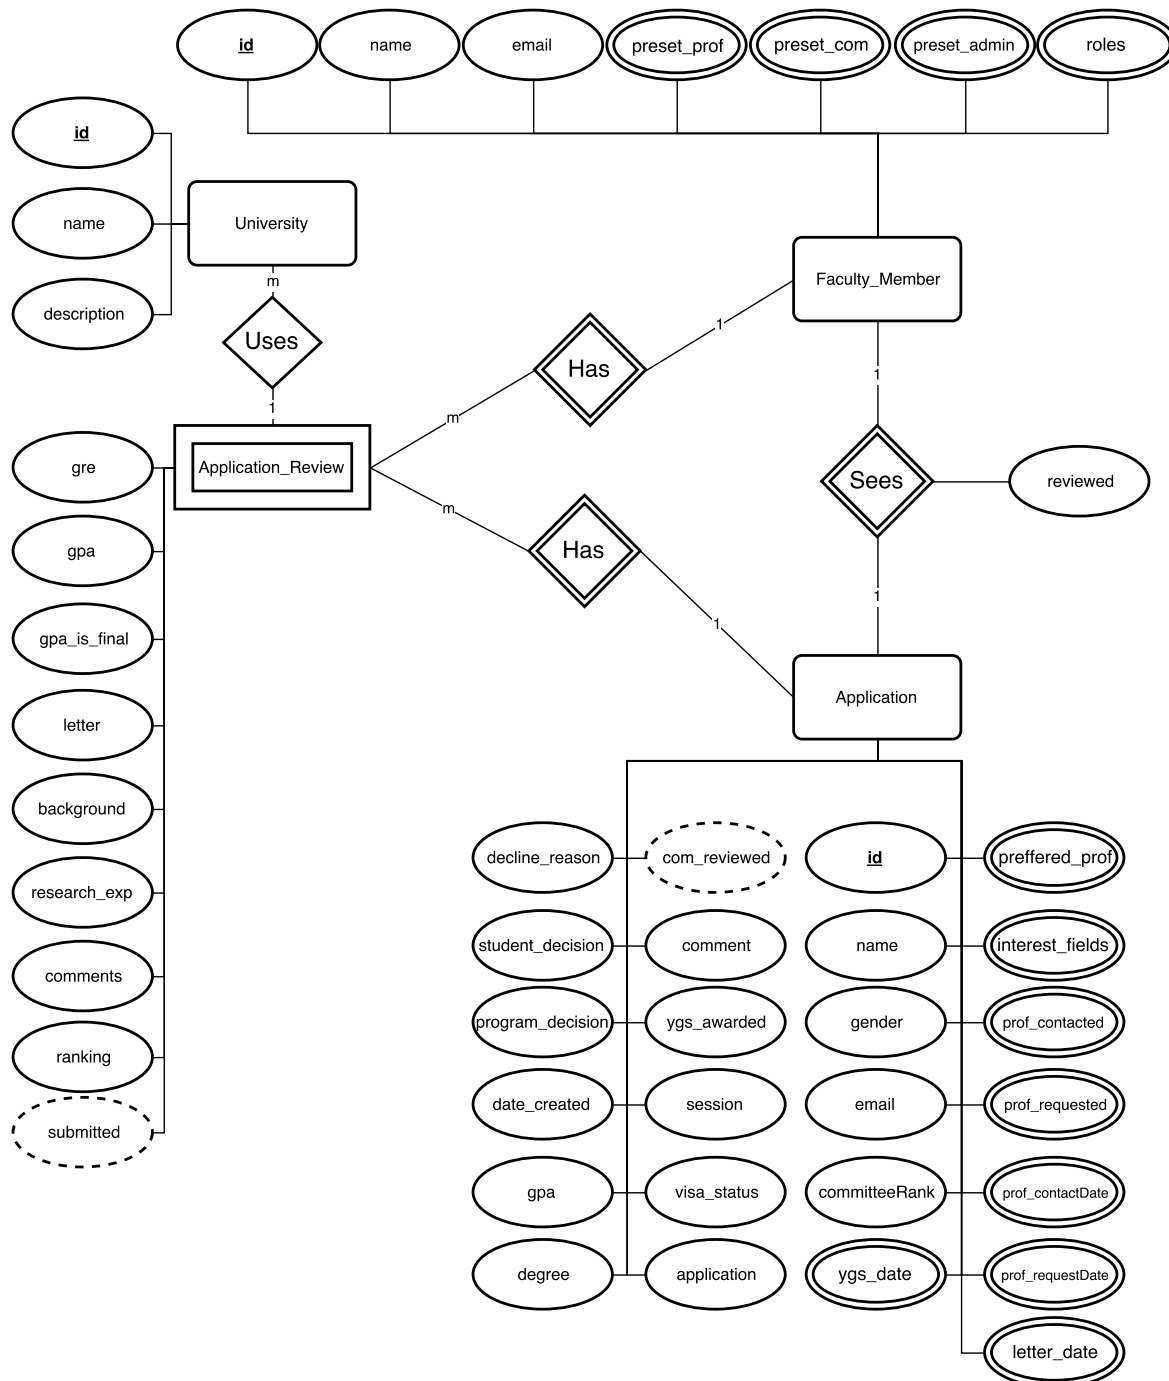 id
name
email
preset_prof
preset_com
preset_admin
roles
id
name
description
University
m
Uses
1
Faculty_Member
1
Has
m
1
Sees
reviewed
1
Application_Review
m
Has
1
Application
gre
gpa
gpa_is_final
letter
background
research_exp
comments
ranking
submitted
decline_reason
com_reviewed
id
preffered_prof
student_decision
comment
name
interest_fields
program_decision
ygs_awarded
gender
prof_contacted
date_created
session
email
prof_requested
gpa
visa_status
committeeRank
prof_contactDate
degree
application
ygs_date
prof_requestDate
letter_date